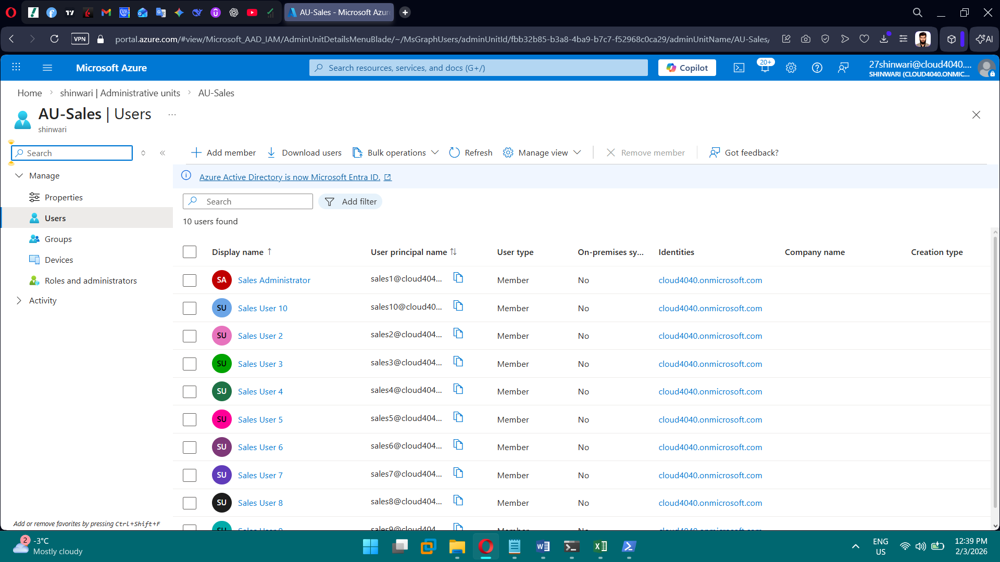 AU-Sales - Microsoft Azur
VPN
portal.azure.com/#view/Microsoft_AAD_IAM/AdminUnitDetailsMenuBlade/~/MsGraphUsers/adminUnitId/fbb32b85-b3a8-4ba9-b7c7-f52968c0ca29/adminUnitName/AU-Sales/
AI
Microsoft Azure
Search resources, services, and docs (G+/)
Copilot
20+
27shinwari@cloud4040....
SHINWARI (CLOUD4040.ONMIC...
Home
shinwari | Administrative units
AU-Sales
AU-Sales | Users
...
shinwari
Search
Add member
Download users
Bulk operations
Refresh
Manage view
Remove member
Got feedback?
Manage
Properties
Users
Groups
Devices
Roles and administrators
Activity
Azure Active Directory is now Microsoft Entra ID.
Search
Add filter
10 users found
Display name User principal name User type On-premises sy... Identities Company name Creation type
SA Sales Administrator sales1@cloud404... Member No cloud4040.onmicrosoft.com
SU Sales User 10 sales10@cloud40... Member No cloud4040.onmicrosoft.com
SU Sales User 2 sales2@cloud404... Member No cloud4040.onmicrosoft.com
SU Sales User 3 sales3@cloud404... Member No cloud4040.onmicrosoft.com
SU Sales User 4 sales4@cloud404... Member No cloud4040.onmicrosoft.com
SU Sales User 5 sales5@cloud404... Member No cloud4040.onmicrosoft.com
SU Sales User 6 sales6@cloud404... Member No cloud4040.onmicrosoft.com
SU Sales User 7 sales7@cloud404... Member No cloud4040.onmicrosoft.com
SU Sales User 8 sales8@cloud404... Member No cloud4040.onmicrosoft.com
SU Sales User 9 sales9@cloud404... Member No cloud4040.onmicrosoft.com
Add or remove favorites by pressing Ctrl+Shift+F
2
-3°C
Mostly cloudy
ENG
US
12:39 PM
2/3/2026